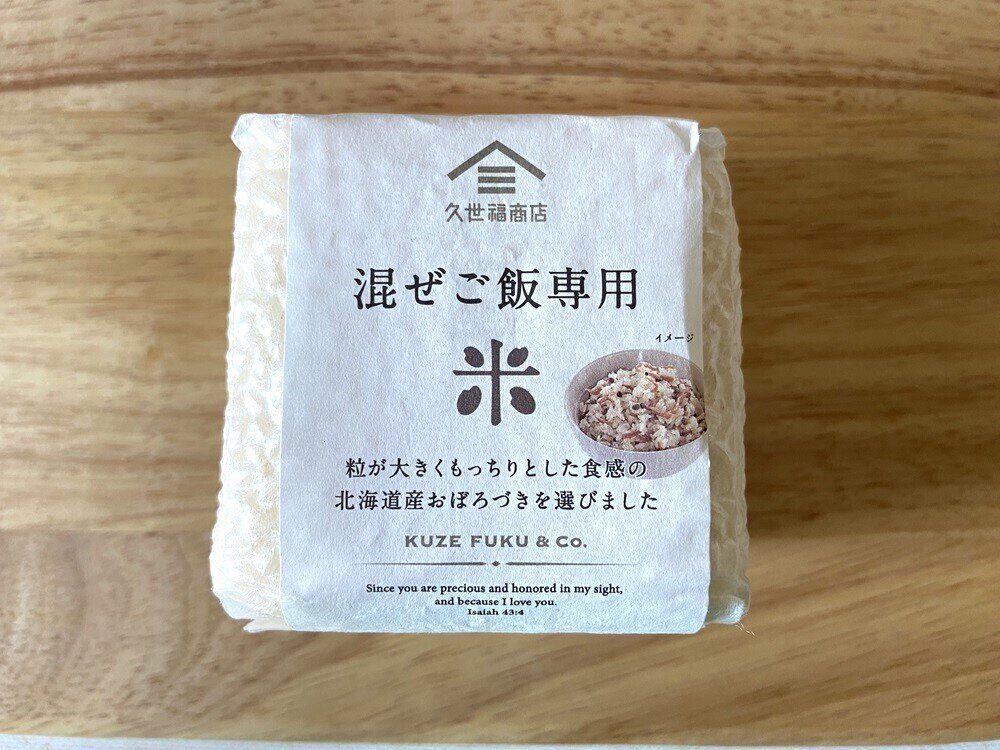 久世福商店
混ぜご飯専用
米
イメージ
粒が大きくもっちりとした食感の
北海道産おぼろづきを選びました
KUZE FUKU & Co.
Since you are precious and honored in my sight,
and because I love you.
Isaiah 43:4